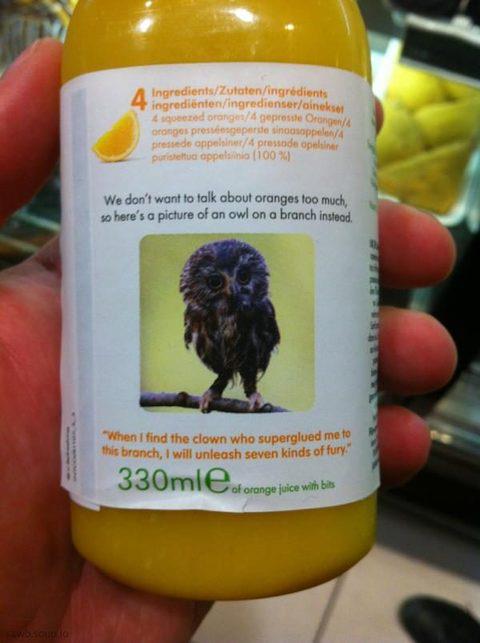 4 Ingredients/Zutaten/ingrédients
ingrediënten/ingredienser/ainekset
4 squeezed oranges/4 gepresste Orangen/4
oranges pressées geperste sinaasappelen/4
pressede appelsiner/4 pressade apelsiner
puristettua appelsiinia (100 %)
We don't want to talk about oranges too much,
so here's a picture of an owl on a branch instead.
"When I find the clown who superglued me to
this branch, I will unleash seven kinds of fury."
330ml e of orange juice with bits